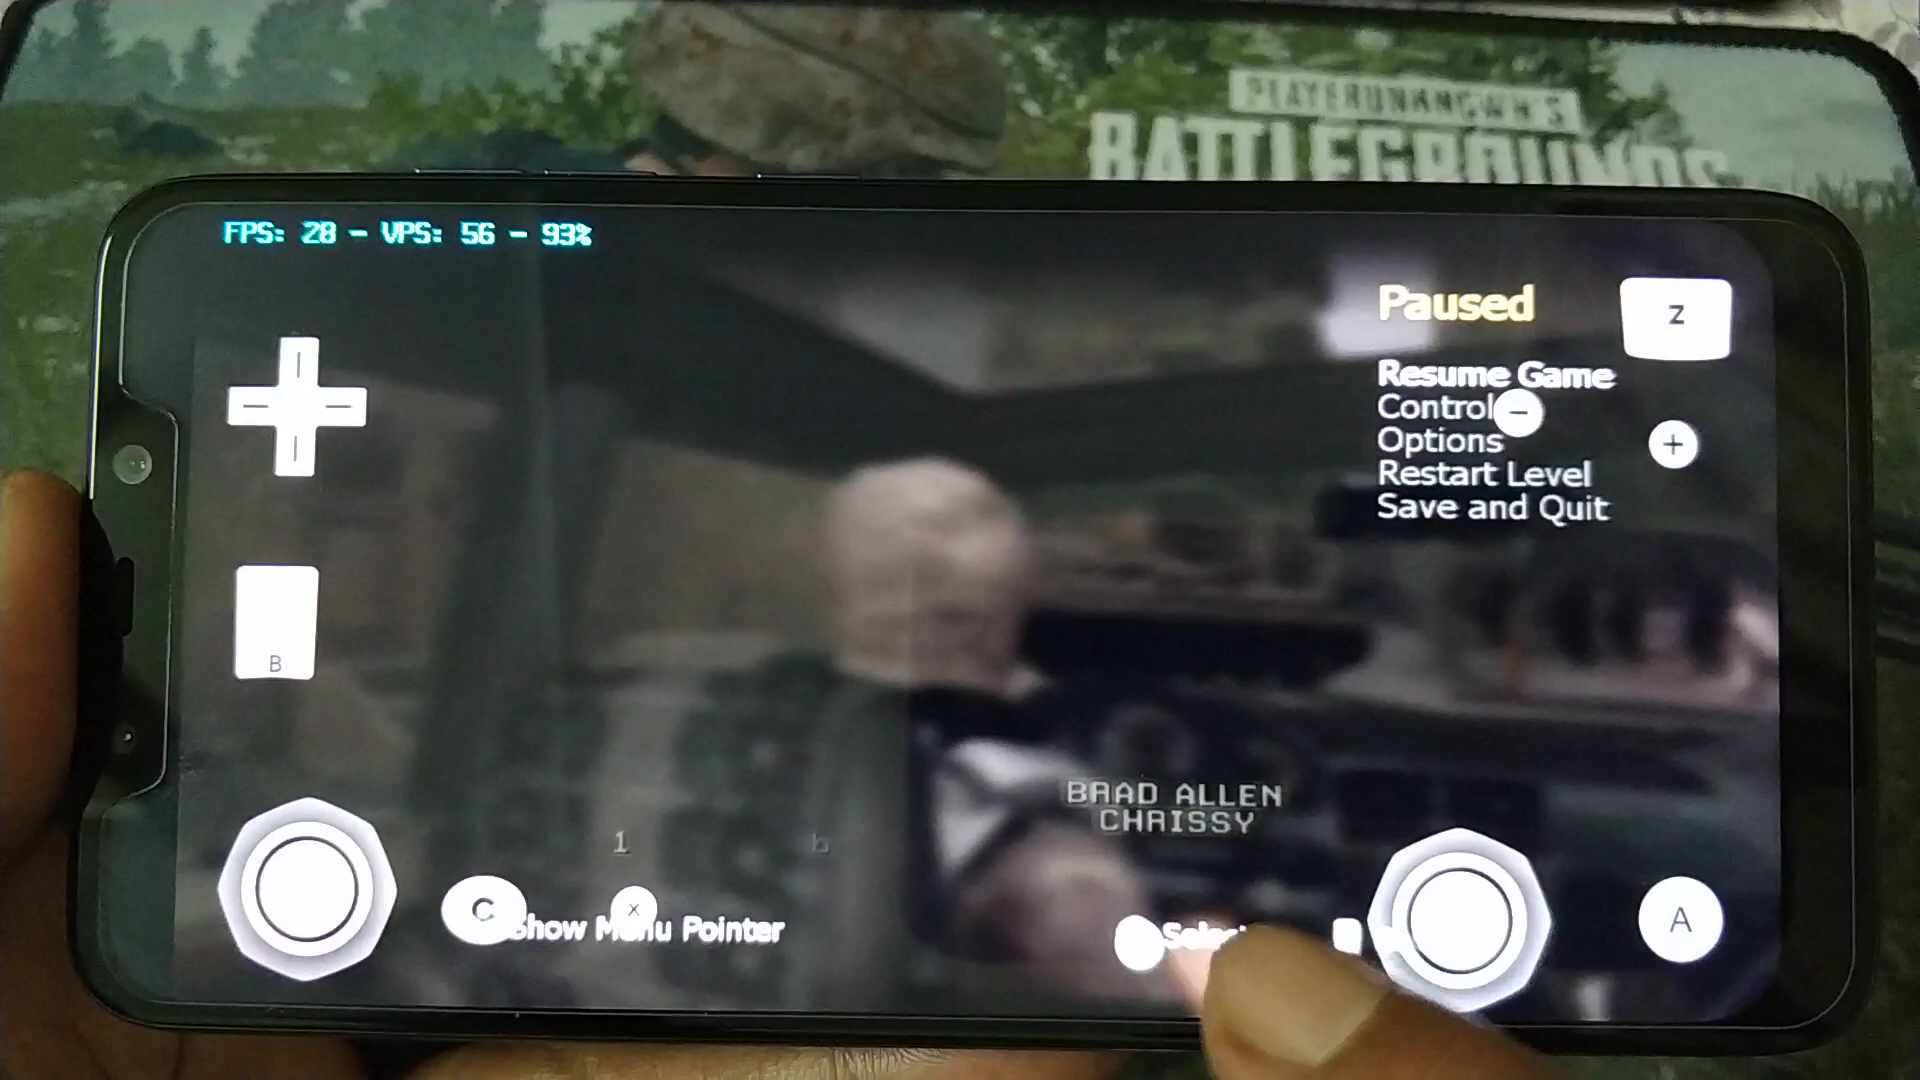 PLAYERUNKNOWN'S
BATTLEGROUNDS
FPS: 28 - VPS: 56 - 93%
Paused
Z
Resume Game
Control
Options
Restart Level
Save and Quit
B
BRAD ALLEN
CHRISSY
1
b
C
X
Show Menu Pointer
Select
A